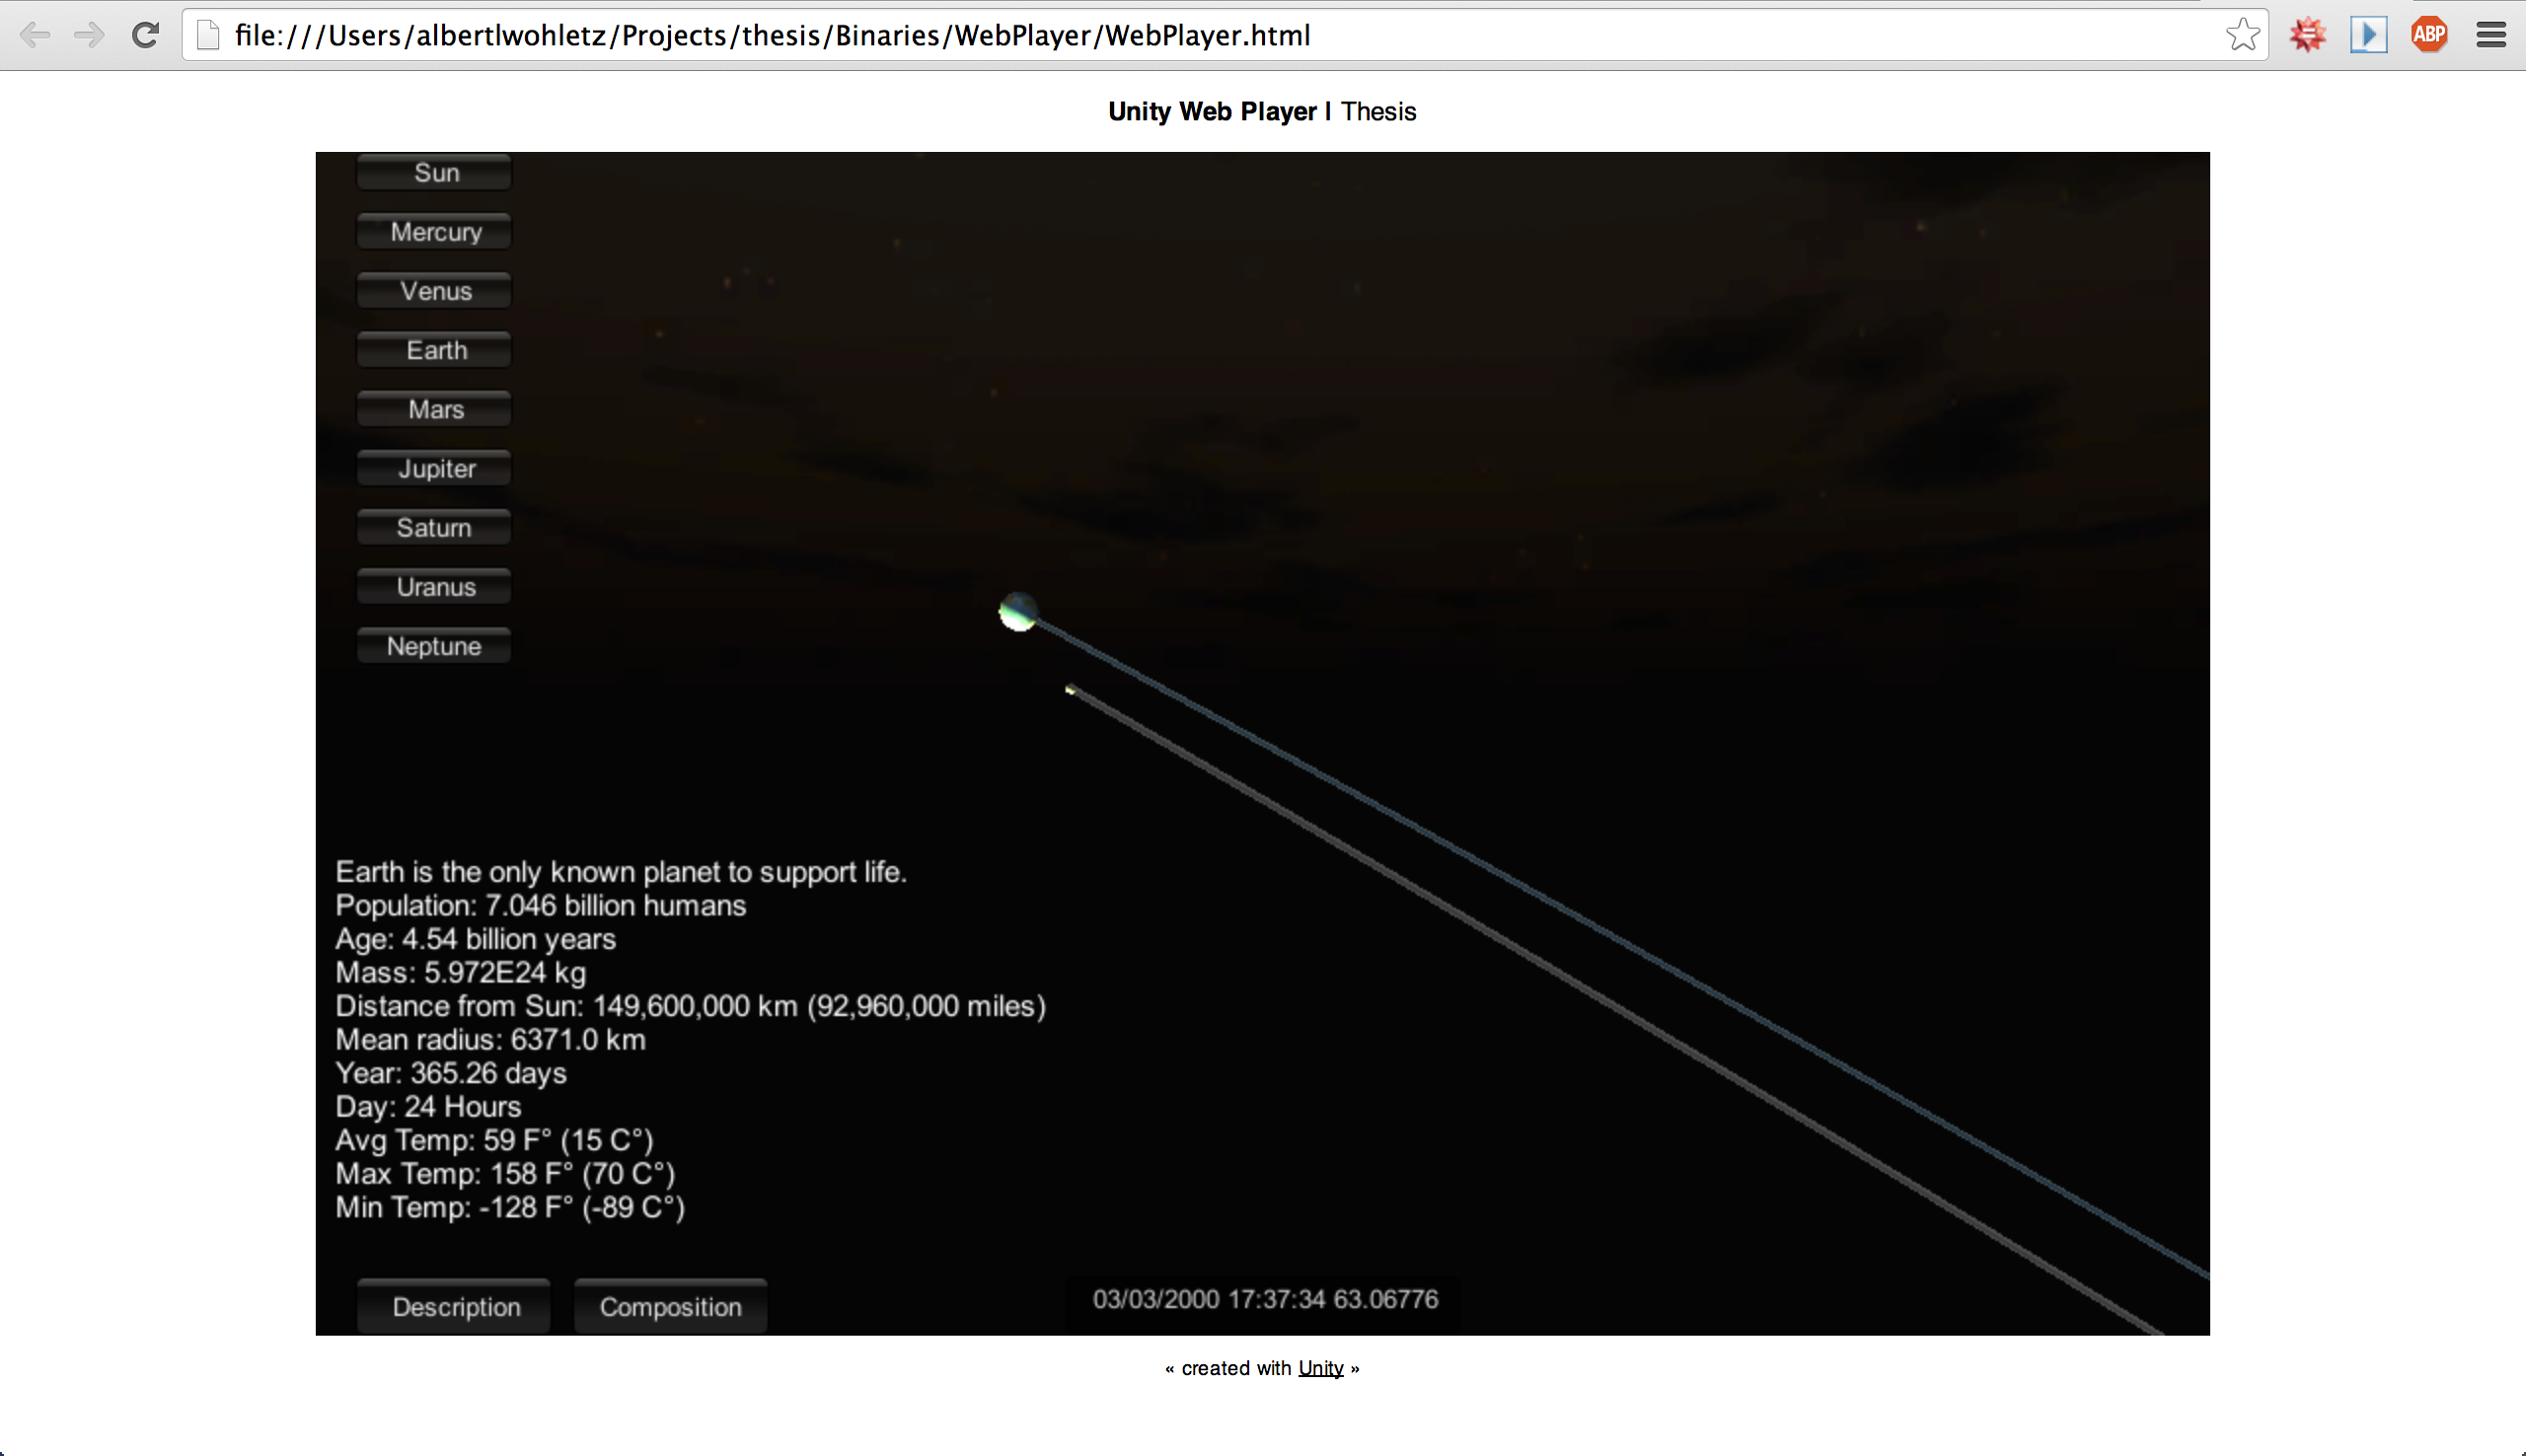 file:///Users/albertlwohletz/Projects/thesis/Binaries/WebPlayer/WebPlayer.html
ABP
Unity Web Player | Thesis
Sun
Mercury
Venus
Earth
Mars
Jupiter
Saturn
Uranus
Neptune
Earth is the only known planet to support life.
Population: 7.046 billion humans
Age: 4.54 billion years
Mass: 5.972E24 kg
Distance from Sun: 149,600,000 km (92,960,000 miles)
Mean radius: 6371.0 km
Year: 365.26 days
Day: 24 Hours
Avg Temp: 59 F° (15 C°)
Max Temp: 158 F° (70 C°)
Min Temp: -128 F° (-89 C°)
Description
Composition
03/03/2000 17:37:34 63.06776
« created with Unity »